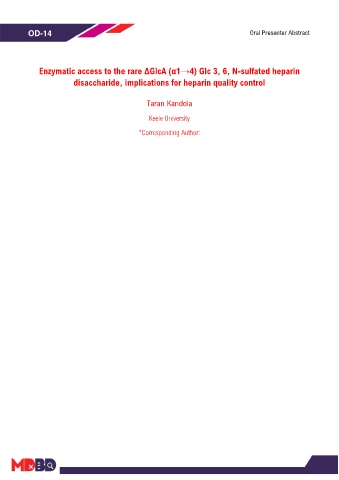 OD-14
Oral Presenter Abstract
Enzymatic access to the rare ΔGlcA (α1→4) Glc 3, 6, N-sulfated heparin
disaccharide, implications for heparin quality control
Taran Kandola
Keele University
*Corresponding Author: